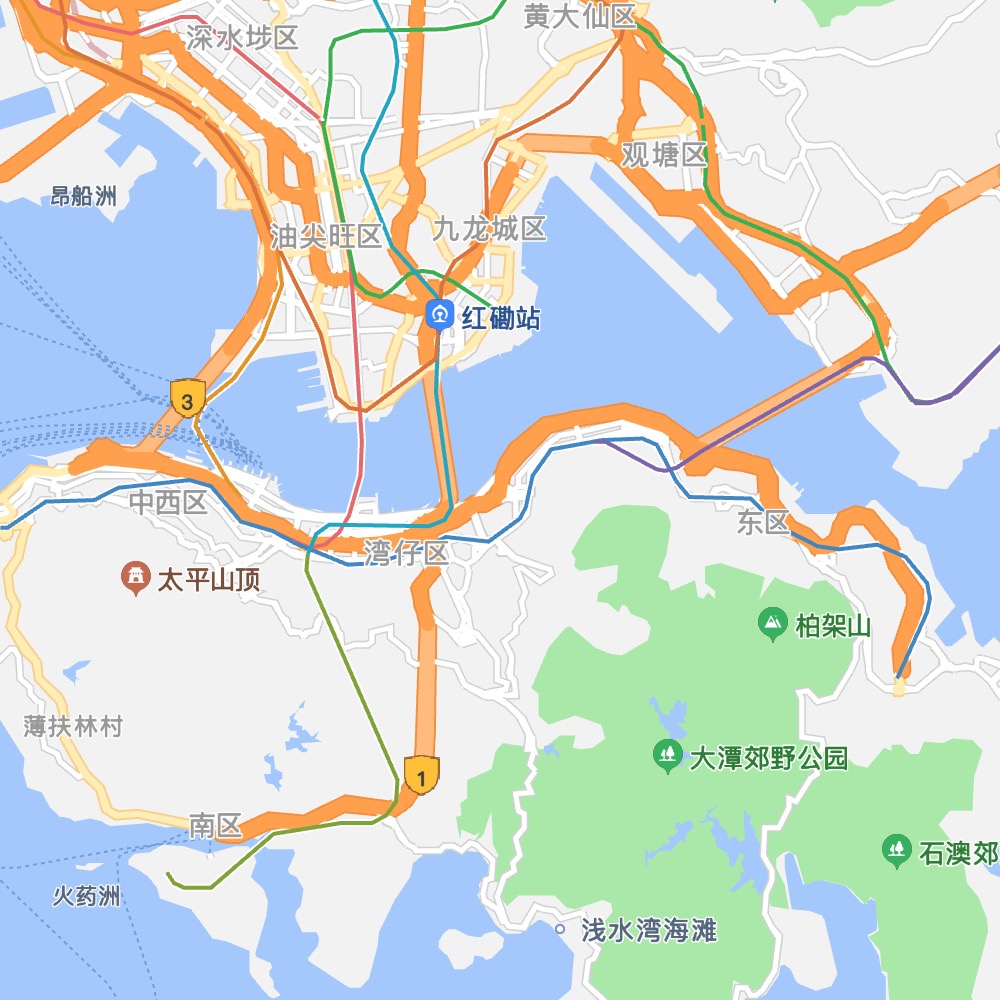 黄大仙区
深水埗区
观塘区
昂船洲
油尖旺区
九龙城区
红磡站
3
中西区
东区
湾仔区
太平山顶
柏架山
薄扶林村
大潭郊野公园
1
南区
石澳郊
火药洲
浅水湾海滩